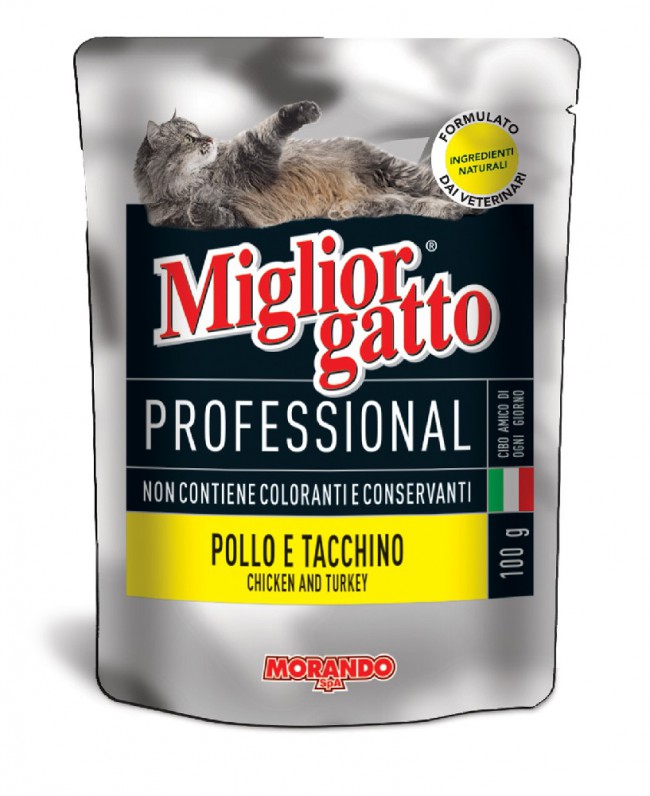 FORMULATO
INGREDIENTI
NATURALI
DAI VETERINARI
Miglior®
gatto
PROFESSIONAL
CIBO AMICO DI
OGNI GIORNO
NON CONTIENE COLORANTI E CONSERVANTI
POLLO E TACCHINO
CHICKEN AND TURKEY
100 g
MORANDO
SpA